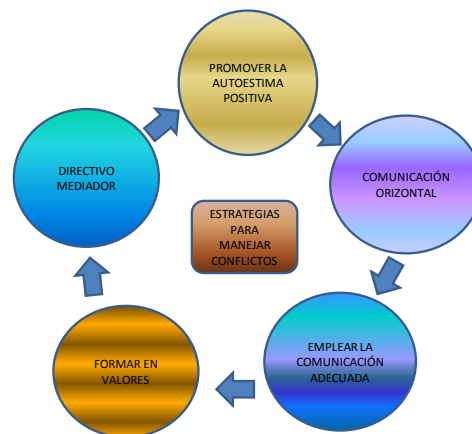 PROMOVER LA
AUTOESTIMA
POSITIVA
COMUNICACIÓN
ORIZONTAL
EMPLEAR LA
COMUNICACIÓN
ADECUADA
FORMAR EN
VALORES
DIRECTIVO
MEDIADOR
ESTRATEGIAS
PARA
MANEJAR
CONFLICTOS